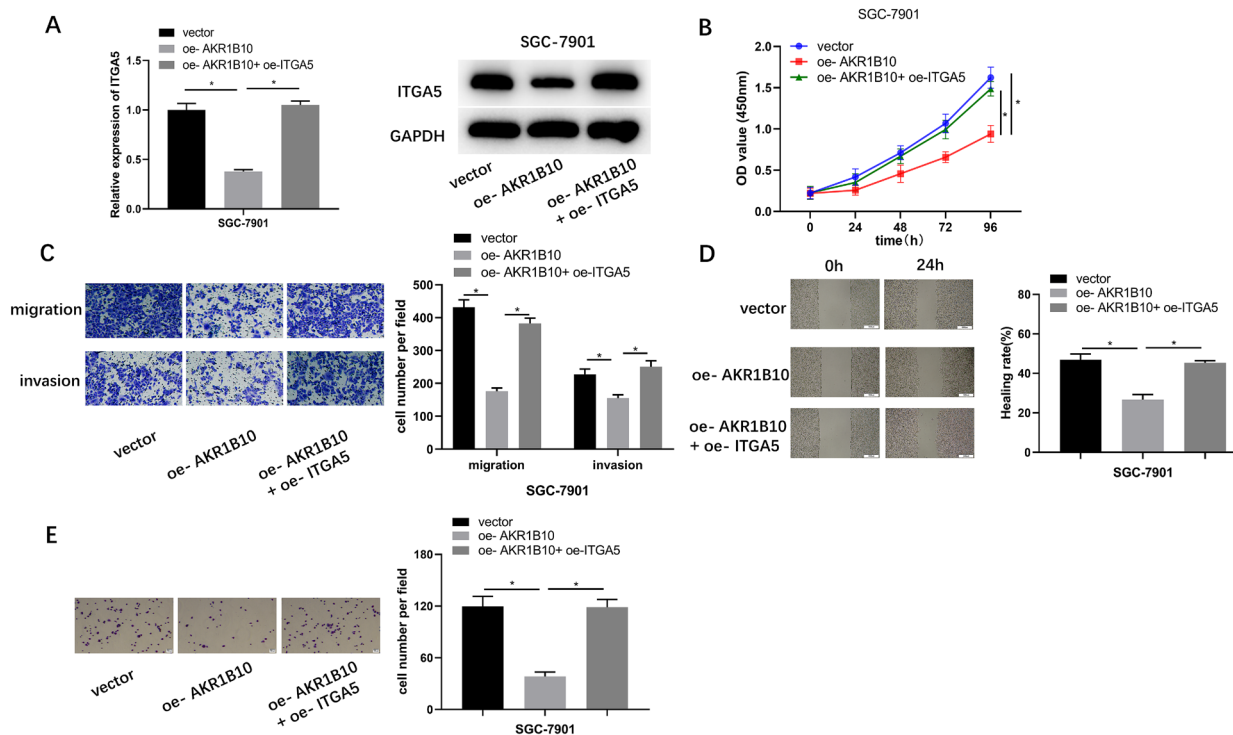 A
vector
oe- AKR1B10
oe- AKR1B10+ oe-ITGA5
Relative expression of ITGA5
1.5
1.0
0.5
0.0
*
*
SGC-7901
SGC-7901
ITGA5
GAPDH
vector
oe- AKR1B10
oe- AKR1B10
+ oe- ITGA5
B
SGC-7901
vector
oe- AKR1B10
oe- AKR1B10+ oe-ITGA5
OD value (450nm)
2.0
1.5
1.0
0.5
0.0
0
24
48
72
96
time(h)
*
*
C
migration
invasion
vector
oe- AKR1B10
oe- AKR1B10
+ oe- ITGA5
vector
oe- AKR1B10
oe- AKR1B10+ oe-ITGA5
cell number per field
500
400
300
200
100
0
*
*
*
*
migration
invasion
SGC-7901
D
0h
24h
vector
oe- AKR1B10
oe- AKR1B10
+ oe- ITGA5
vector
oe- AKR1B10
oe- AKR1B10+ oe-ITGA5
Healing rate(%)
80
60
40
20
0
*
*
SGC-7901
E
vector
oe- AKR1B10
oe- AKR1B10
+ oe- ITGA5
vector
oe- AKR1B10
oe- AKR1B10+ oe-ITGA5
cell number per field
180
120
60
0
*
*
SGC-7901